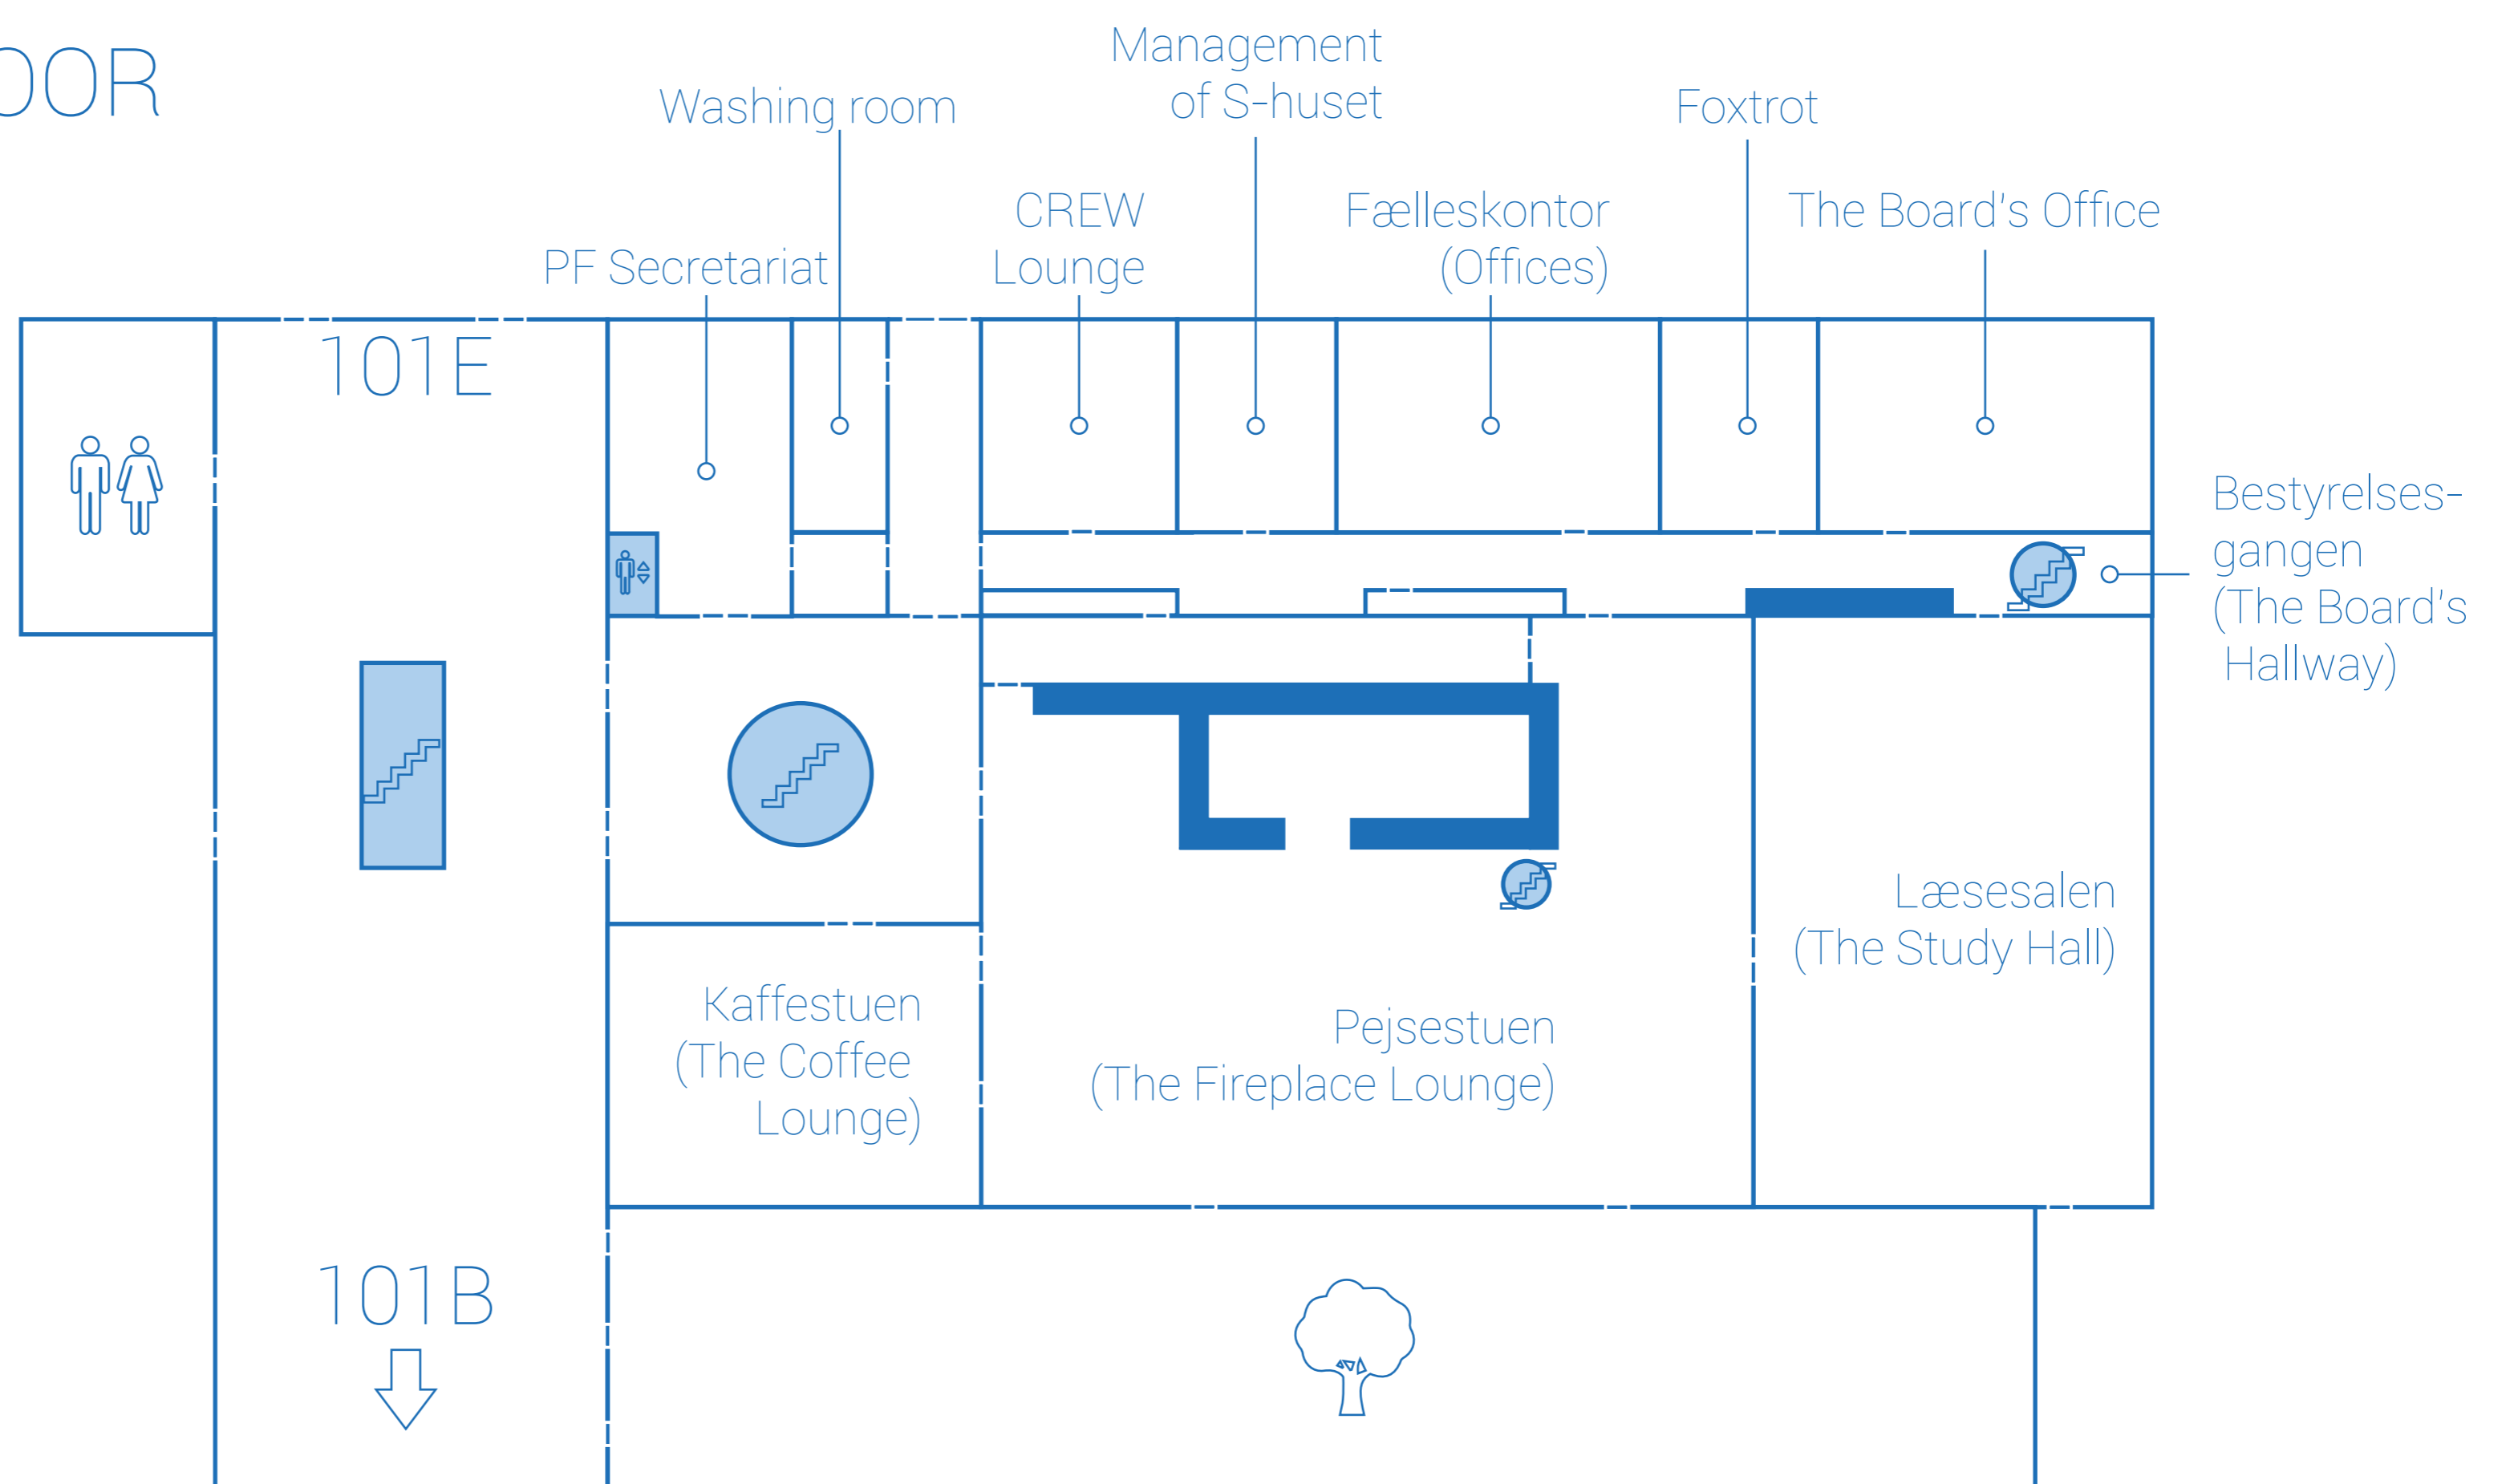 OOR
Management
of S-huset
Washing room
Foxtrot
CREW
Lounge
Fælleskontor
(Offices)
The Board's Office
PF Secretariat
101E
Bestyrelses-
gangen
(The Board's
Hallway)
Læsesalen
(The Study Hall)
Kaffestuen
(The Coffee
Lounge)
Pejsestuen
(The Fireplace Lounge)
101B